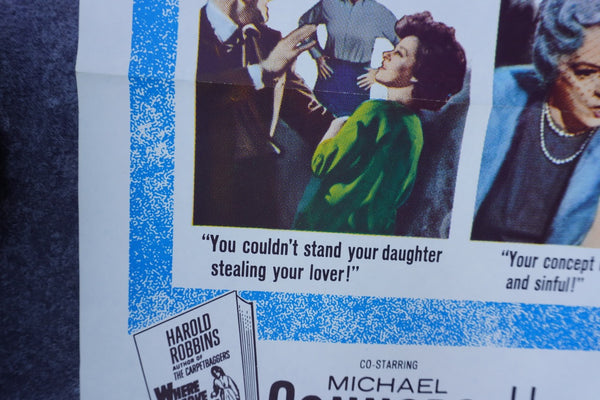 "You couldn't stand your daughter
stealing your lover!"
"Your concept
and sinful!"
HAROLD
ROBBINS
AUTHOR OF
THE CARPETBAGGERS
WHERE
CO-STARRING
MICHAEL